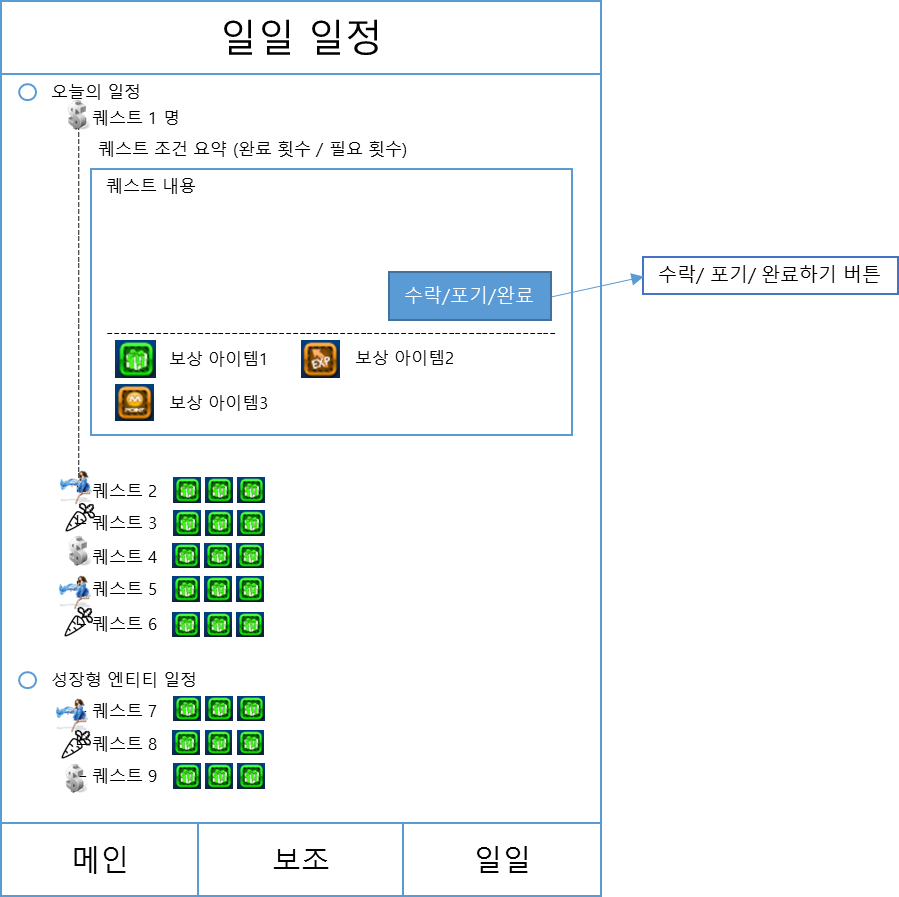 일일 일정
오늘의 일정
퀘스트 1 명
퀘스트 조건 요약 (완료 횟수 / 필요 횟수)
퀘스트 내용
수락/포기/완료
수락/ 포기/ 완료하기 버튼
보상 아이템1
EXP
보상 아이템2
POINT
보상 아이템3
퀘스트 2
퀘스트 3
퀘스트 4
퀘스트 5
퀘스트 6
성장형 엔티티 일정
퀘스트 7
퀘스트 8
퀘스트 9
메인
보조
일일